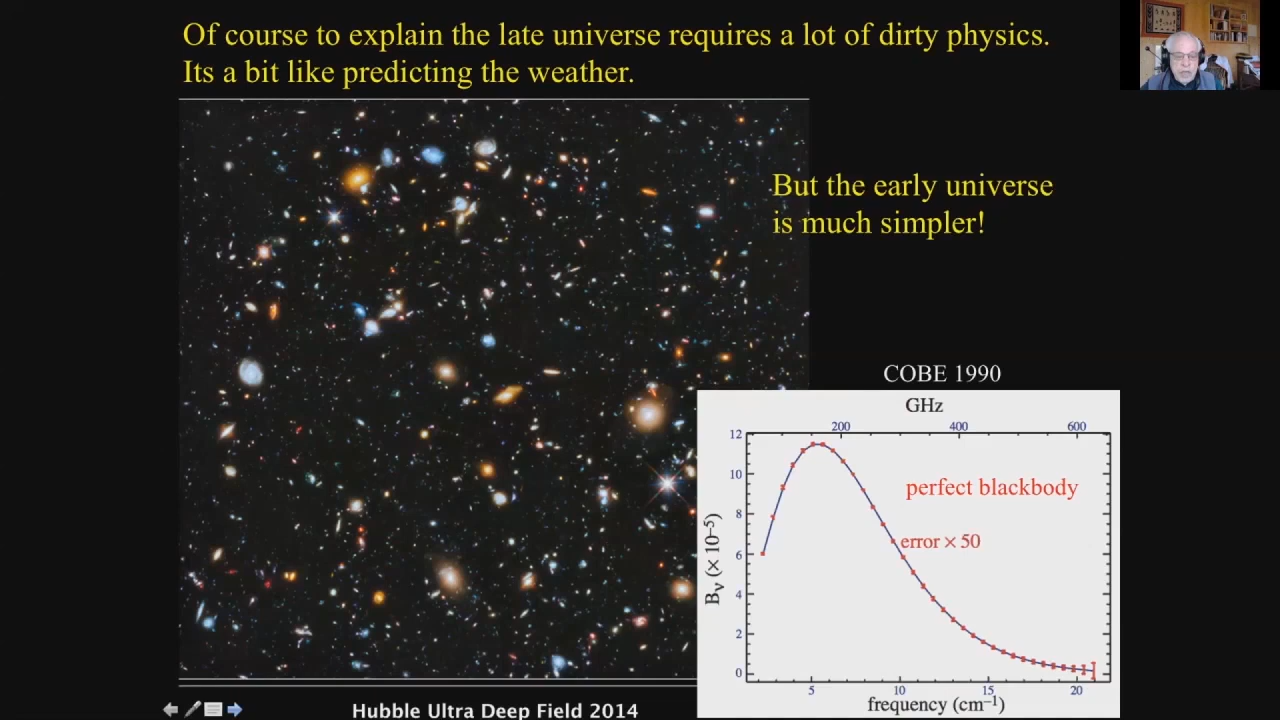 Of course to explain the late universe requires a lot of dirty physics.
Its a bit like predicting the weather.
But the early universe
is much simpler!
COBE 1990
GHz
200 400 600
12
10
8
6
4
2
0
B_ν (× 10⁻⁵)
perfect blackbody
error × 50
5 10 15 20
frequency (cm⁻¹)
Hubble Ultra Deep Field 2014